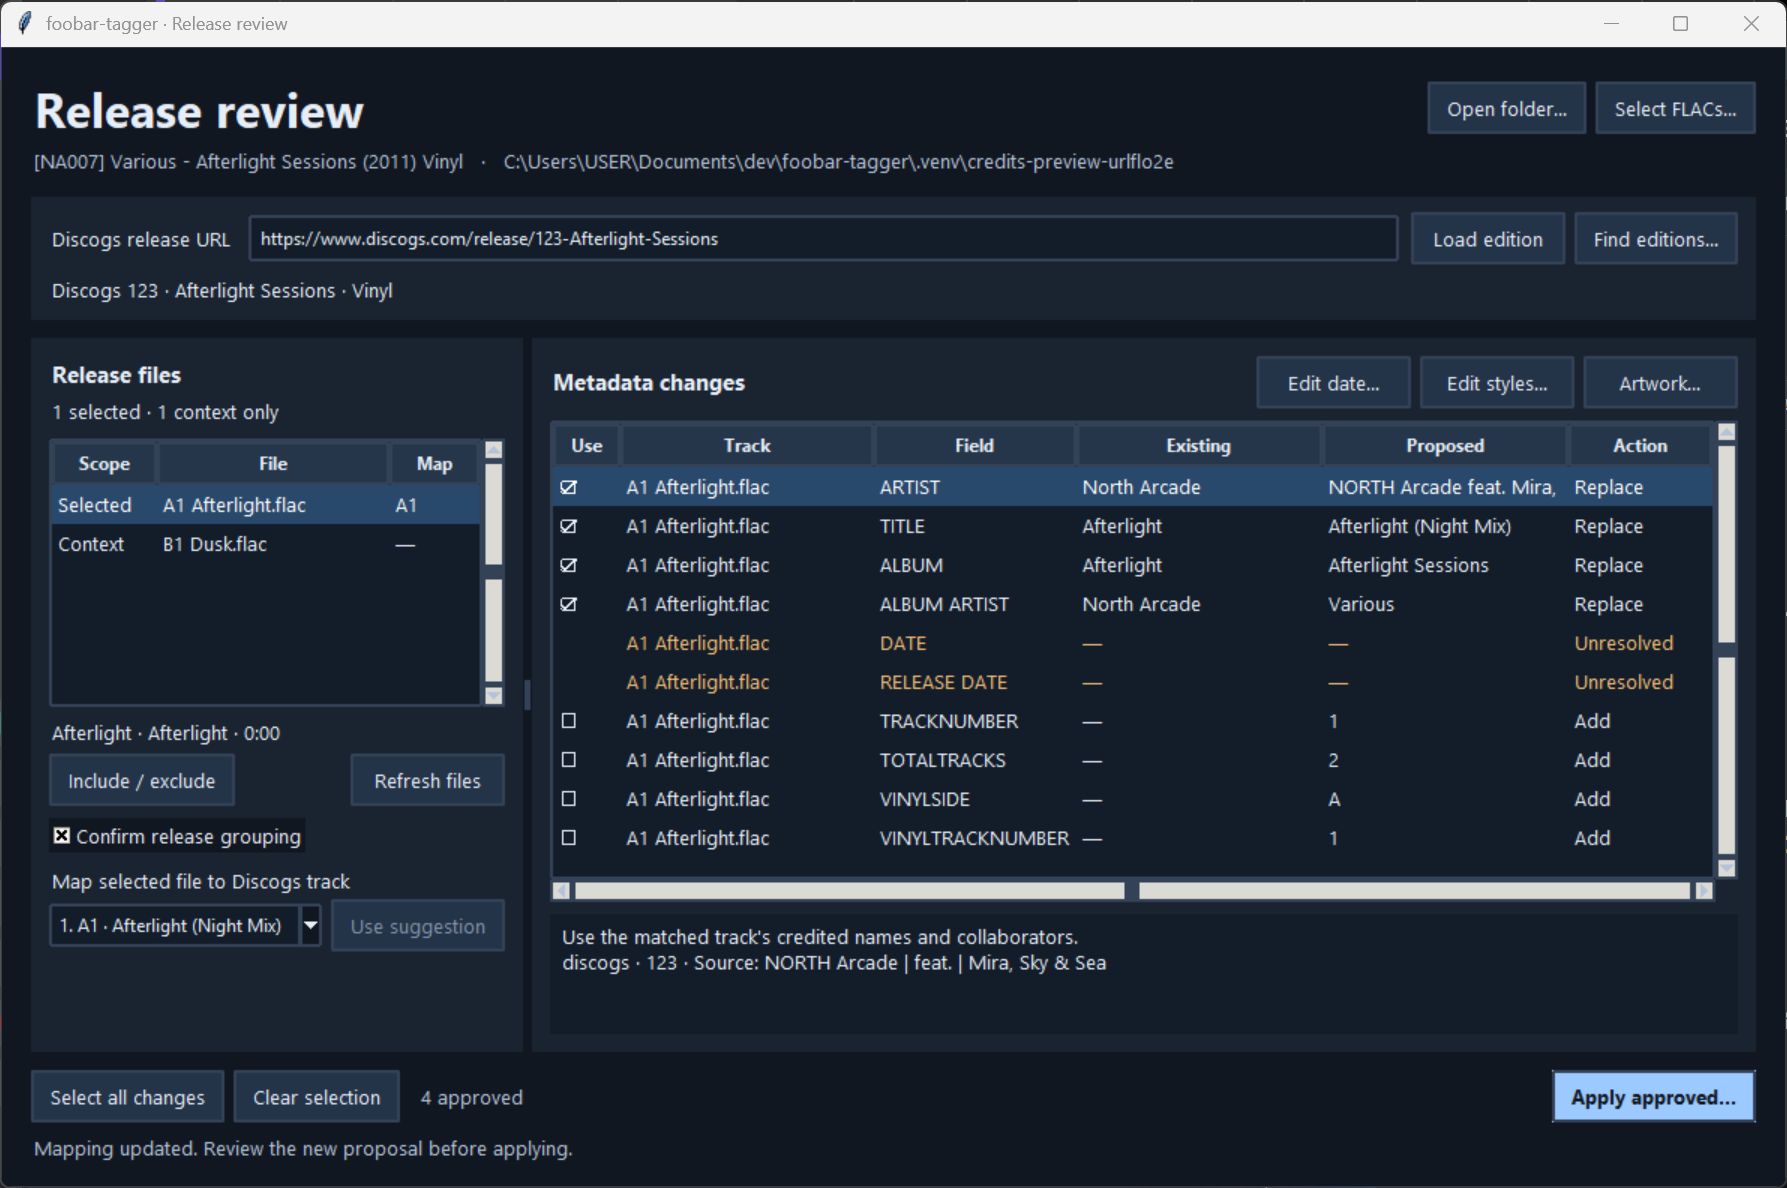 foobar-tagger · Release review
Release review
Open folder...
Select FLACs...
[NA007] Various - Afterlight Sessions (2011) Vinyl · C:\Users\USER\Documents\dev\foobar-tagger\.venv\credits-preview-urlflo2e
Discogs release URL
https://www.discogs.com/release/123-Afterlight-Sessions
Load edition
Find editions...
Discogs 123 · Afterlight Sessions · Vinyl
Release files
1 selected · 1 context only
Scope File Map
Selected A1 Afterlight.flac A1
Context B1 Dusk.flac —
Afterlight · Afterlight · 0:00
Include / exclude
Refresh files
Confirm release grouping
Map selected file to Discogs track
1. A1 · Afterlight (Night Mix)
Use suggestion
Metadata changes
Edit date...
Edit styles...
Artwork...
Use Track Field Existing Proposed Action
A1 Afterlight.flac ARTIST North Arcade NORTH Arcade feat. Mira, Replace
A1 Afterlight.flac TITLE Afterlight Afterlight (Night Mix) Replace
A1 Afterlight.flac ALBUM Afterlight Afterlight Sessions Replace
A1 Afterlight.flac ALBUM ARTIST North Arcade Various Replace
A1 Afterlight.flac DATE — — Unresolved
A1 Afterlight.flac RELEASE DATE — — Unresolved
A1 Afterlight.flac TRACKNUMBER — 1 Add
A1 Afterlight.flac TOTALTRACKS — 2 Add
A1 Afterlight.flac VINYLSIDE — A Add
A1 Afterlight.flac VINYLTRACKNUMBER — 1 Add
Use the matched track's credited names and collaborators.
discogs · 123 · Source: NORTH Arcade | feat. | Mira, Sky & Sea
Select all changes
Clear selection
4 approved
Apply approved...
Mapping updated. Review the new proposal before applying.